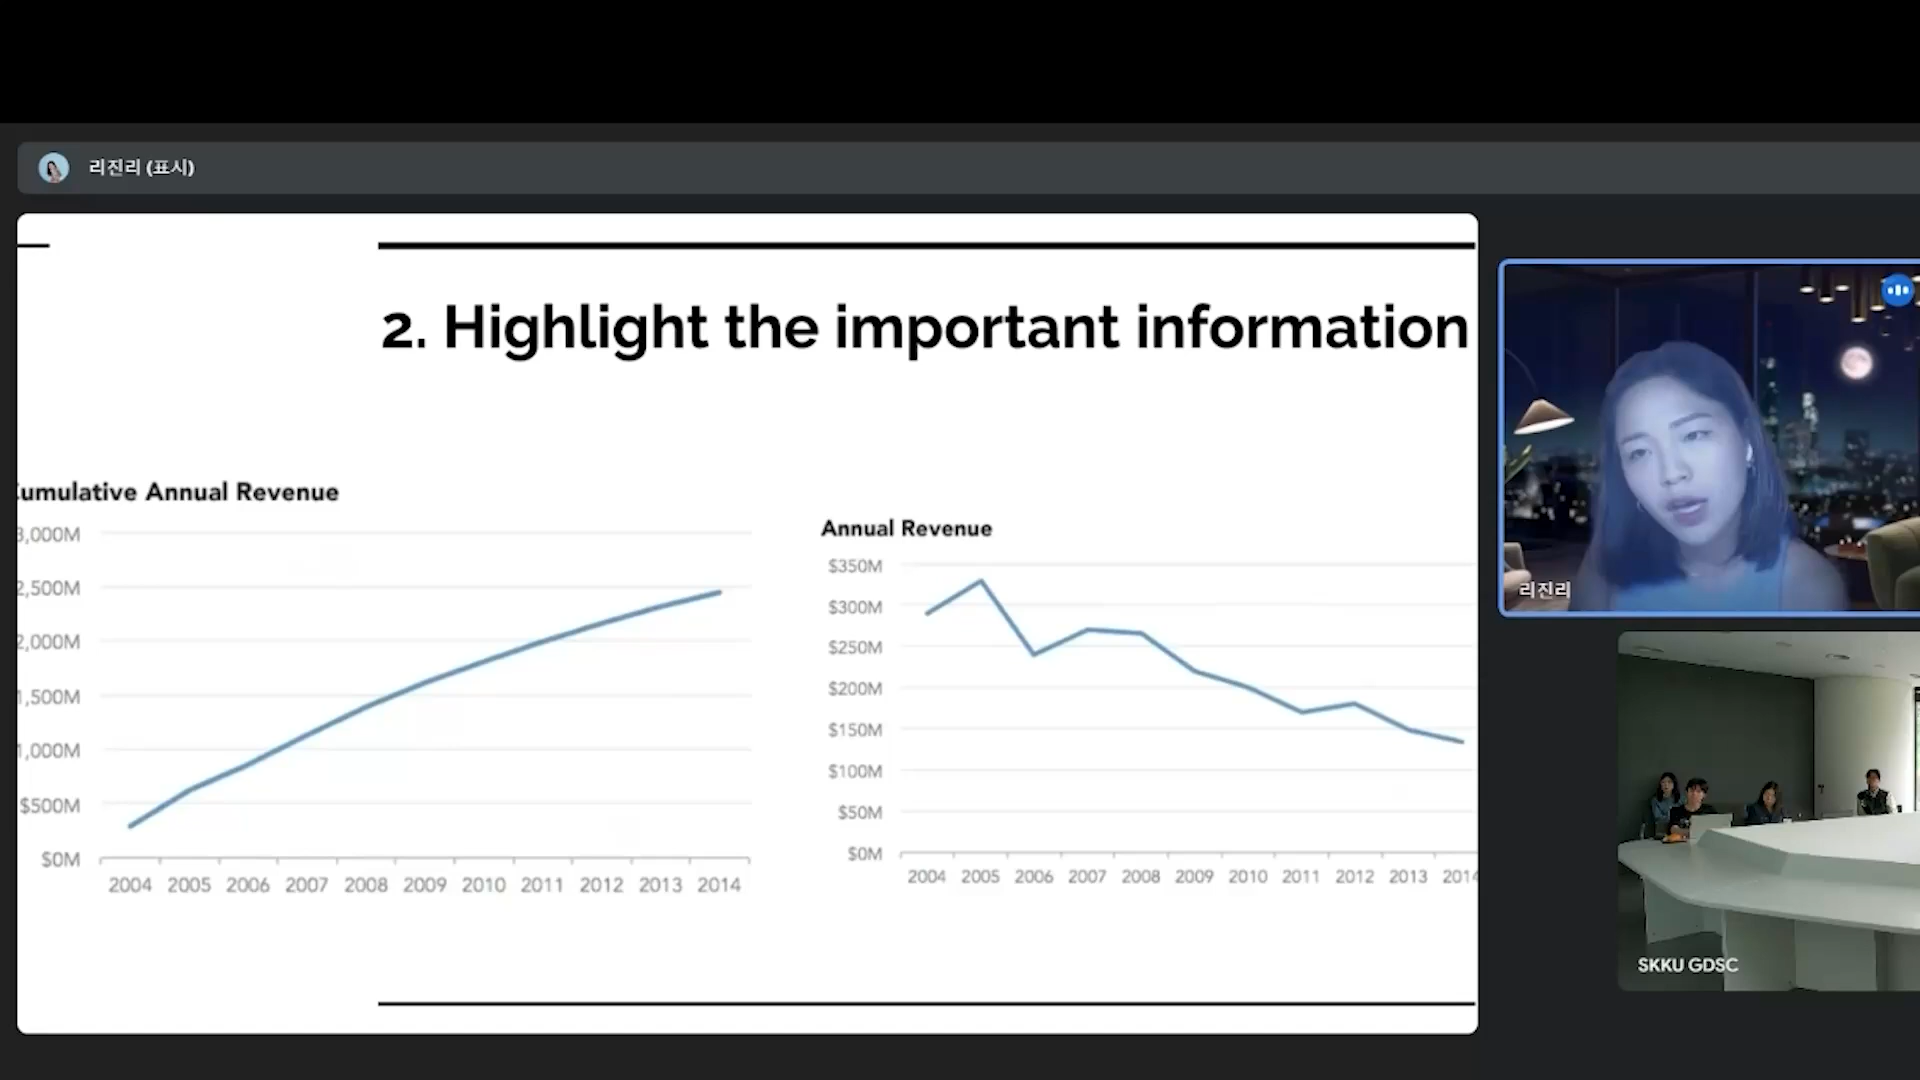 리진리 (표시)
2. Highlight the important information
Cumulative Annual Revenue
3,000M
2,500M
2,000M
1,500M
1,000M
$500M
$0M
2004 2005 2006 2007 2008 2009 2010 2011 2012 2013 2014
Annual Revenue
$350M
$300M
$250M
$200M
$150M
$100M
$50M
$0M
2004 2005 2006 2007 2008 2009 2010 2011 2012 2013 2014
리진리
SKKU GDSC